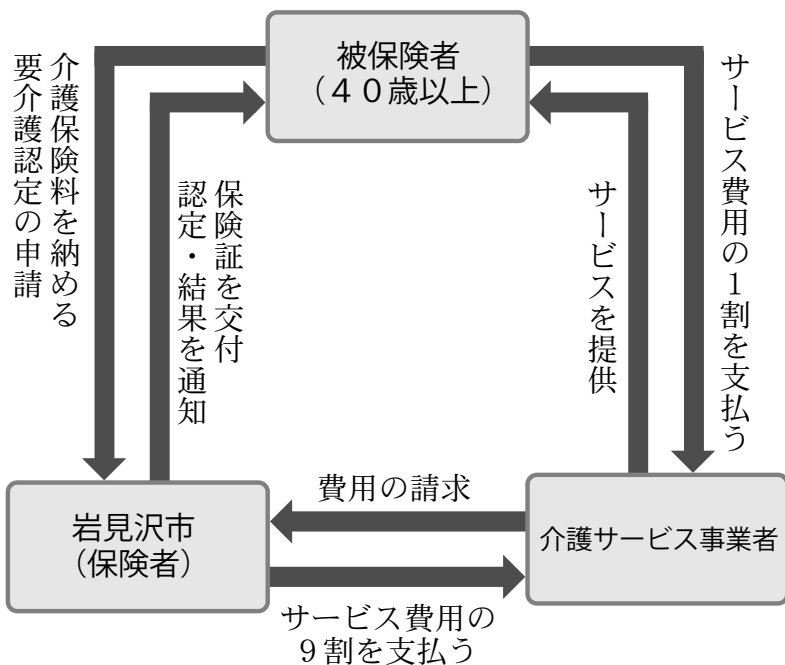 被保険者
（４０歳以上）
介護保険料を納める
要介護認定の申請
保険証を交付
認定・結果を通知
サービスを提供
サービス費用の１割を支払う
岩見沢市
（保険者）
費用の請求
介護サービス事業者
サービス費用の
９割を支払う